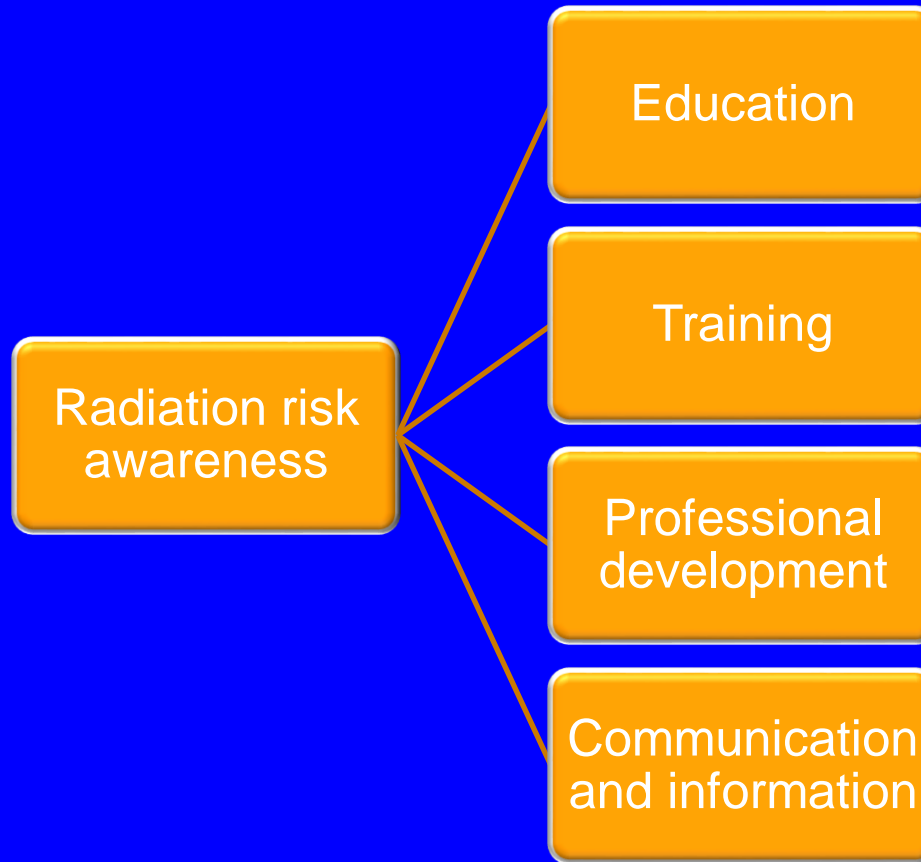 Education
Training
Radiation risk
awareness
Professional
development
Communication
and information